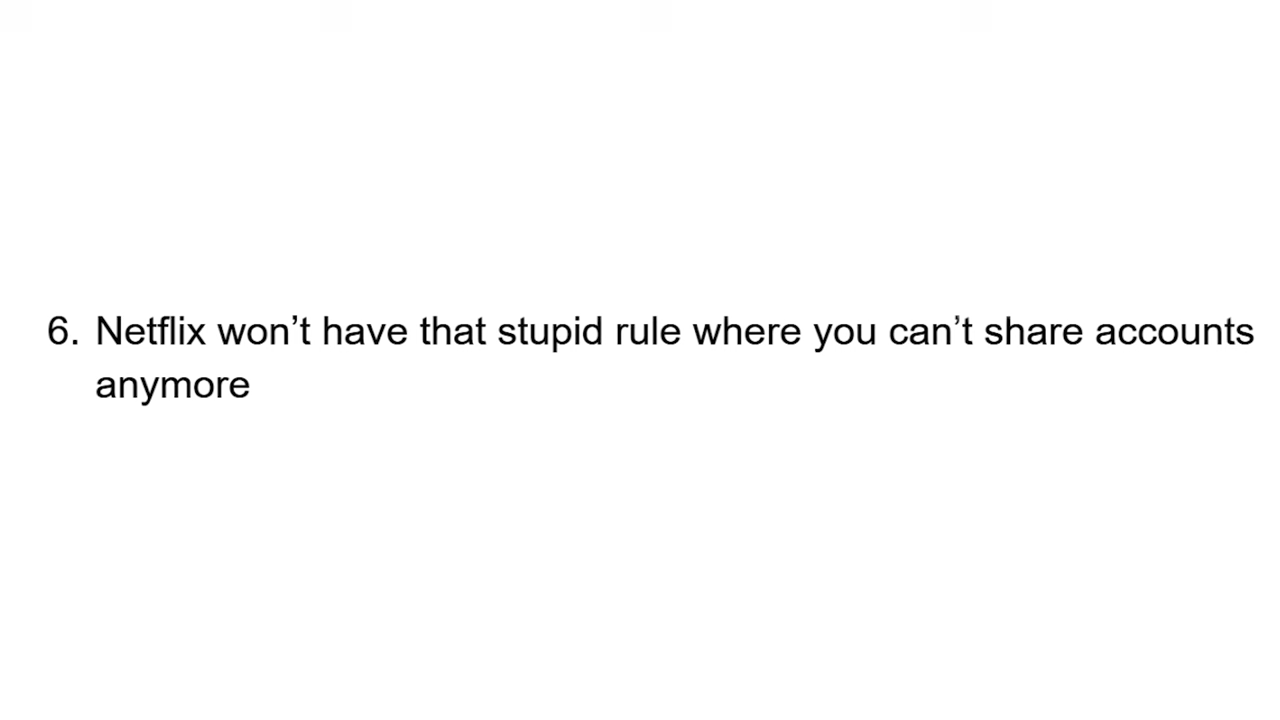 6. Netflix won’t have that stupid rule where you can’t share accounts
anymore